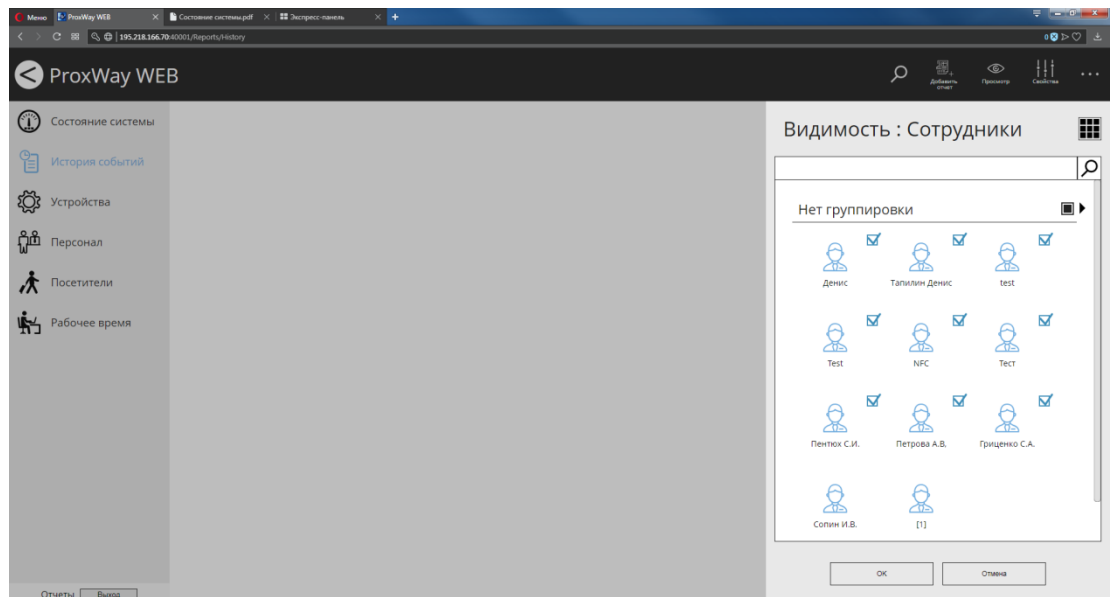 Меню ProxWay WEB Состояние системы.pdf Экспресс-панель
195.218.166.70:40001/Reports/History 0
ProxWay WEB
Добавить отчет
Просмотр
Свойства
Состояние системы
История событий
Устройства
Персонал
Посетители
Рабочее время
Отчеты Выход
Видимость : Сотрудники
Нет группировки
Денис Тапилин Денис test
Test NFC Тест
Пентюх С.И. Петрова А.В, Гриценко С.А.
Сопин И.В. [1]
ОК Отмена